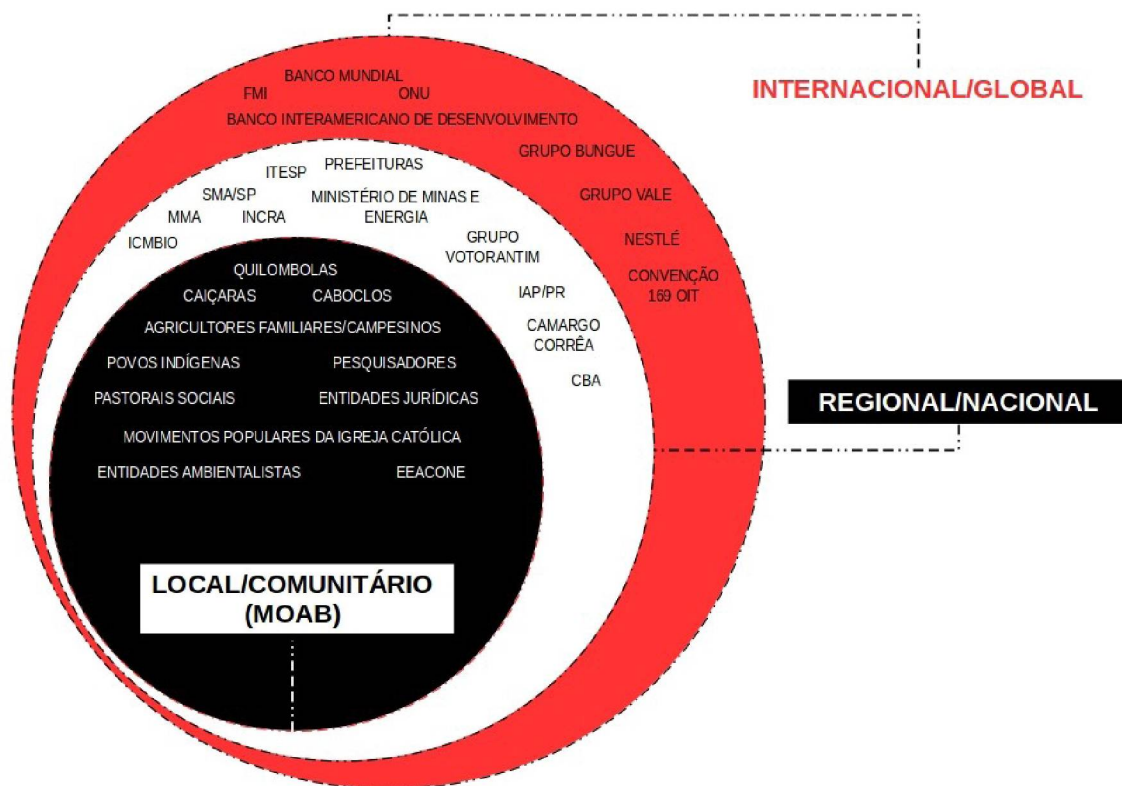 INTERNACIONAL/GLOBAL
BANCO MUNDIAL
FMI ONU
BANCO INTERAMERICANO DE DESENVOLVIMENTO
GRUPO BUNGUE
GRUPO VALE
NESTLÉ
CONVENÇÃO
169 OIT
PREFEITURAS
ITESP
SMA/SP
MINISTÉRIO DE MINAS E
ENERGIA
MMA INCRA
ICMBIO
GRUPO
VOTORANTIM
IAP/PR
CAMARGO
CORRÊA
CBA
REGIONAL/NACIONAL
QUILOMBOLAS
CAIÇARAS CABOCLOS
AGRICULTORES FAMILIARES/CAMPESINOS
POVOS INDÍGENAS PESQUISADORES
PASTORAIS SOCIAIS ENTIDADES JURÍDICAS
MOVIMENTOS POPULARES DA IGREJA CATÓLICA
ENTIDADES AMBIENTALISTAS EEACONE
LOCAL/COMUNITÁRIO
(MOAB)